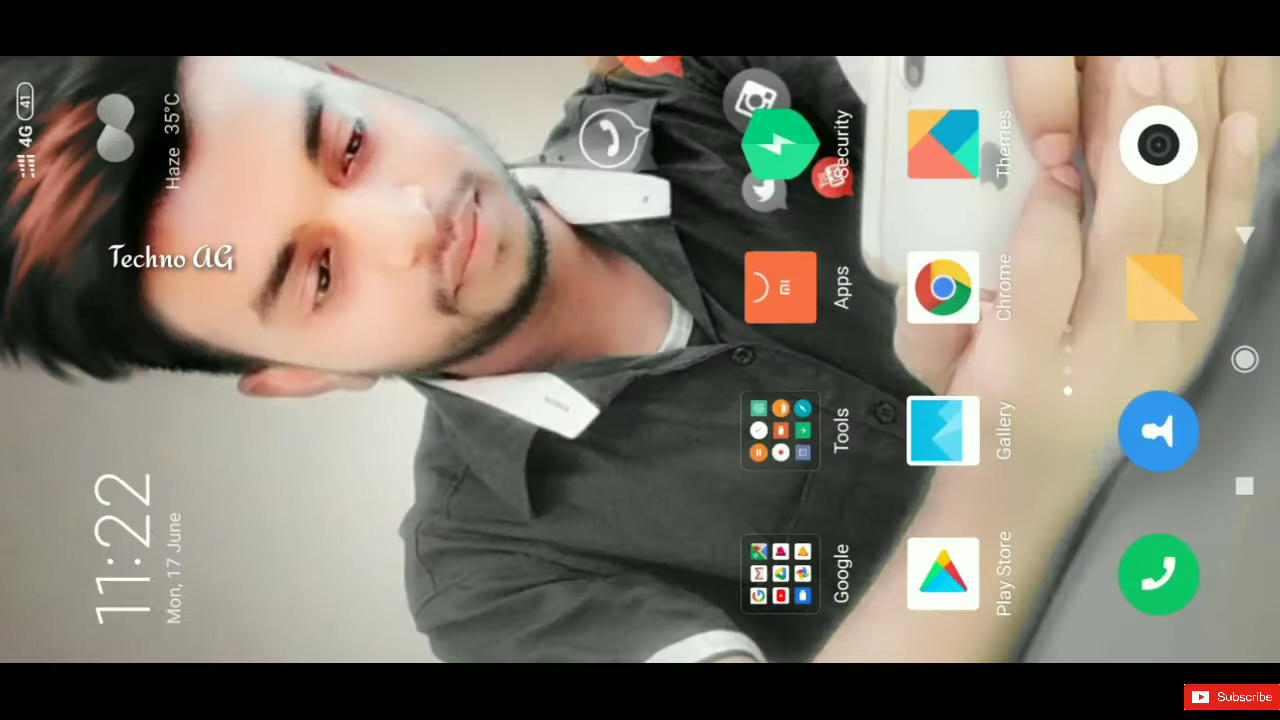 4G 41
11:22
Mon, 17 June
Haze 35°C
Techno AG
Google
Tools
Apps
Security
Play Store
Gallery
Chrome
Themes
Subscribe